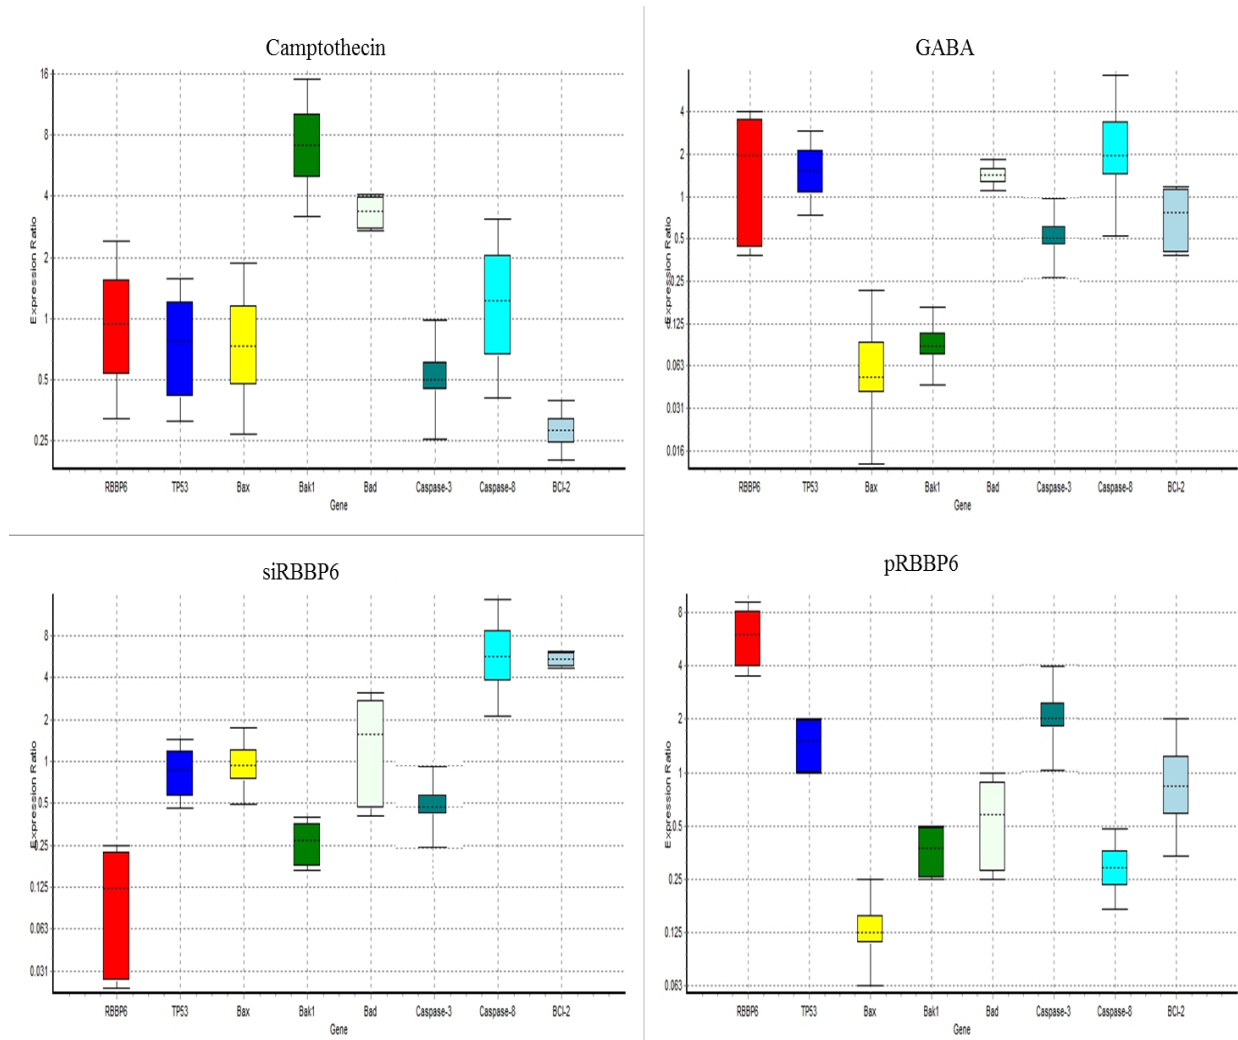 Camptothecin
16
8
4
2
1
0.5
0.25
Expression Ratio
RBBP6 TP53 Bax Bak1 Bad Caspase-3 Caspase-8 BCl-2
Gene
GABA
4
2
1
0.5
0.25
0.125
0.063
0.031
0.016
Expression Ratio
RBBP6 TP53 Bax Bak1 Bad Caspase-3 Caspase-8 BCl-2
Gene
siRBBP6
8
4
2
1
0.5
0.25
0.125
0.063
0.031
Expression Ratio
RBBP6 TP53 Bax Bak1 Bad Caspase-3 Caspase-8 BCl-2
Gene
pRBBP6
8
4
2
1
0.5
0.25
0.125
0.063
Expression Ratio
RBBP6 TP53 Bax Bak1 Bad Caspase-3 Caspase-8 BCl-2
Gene